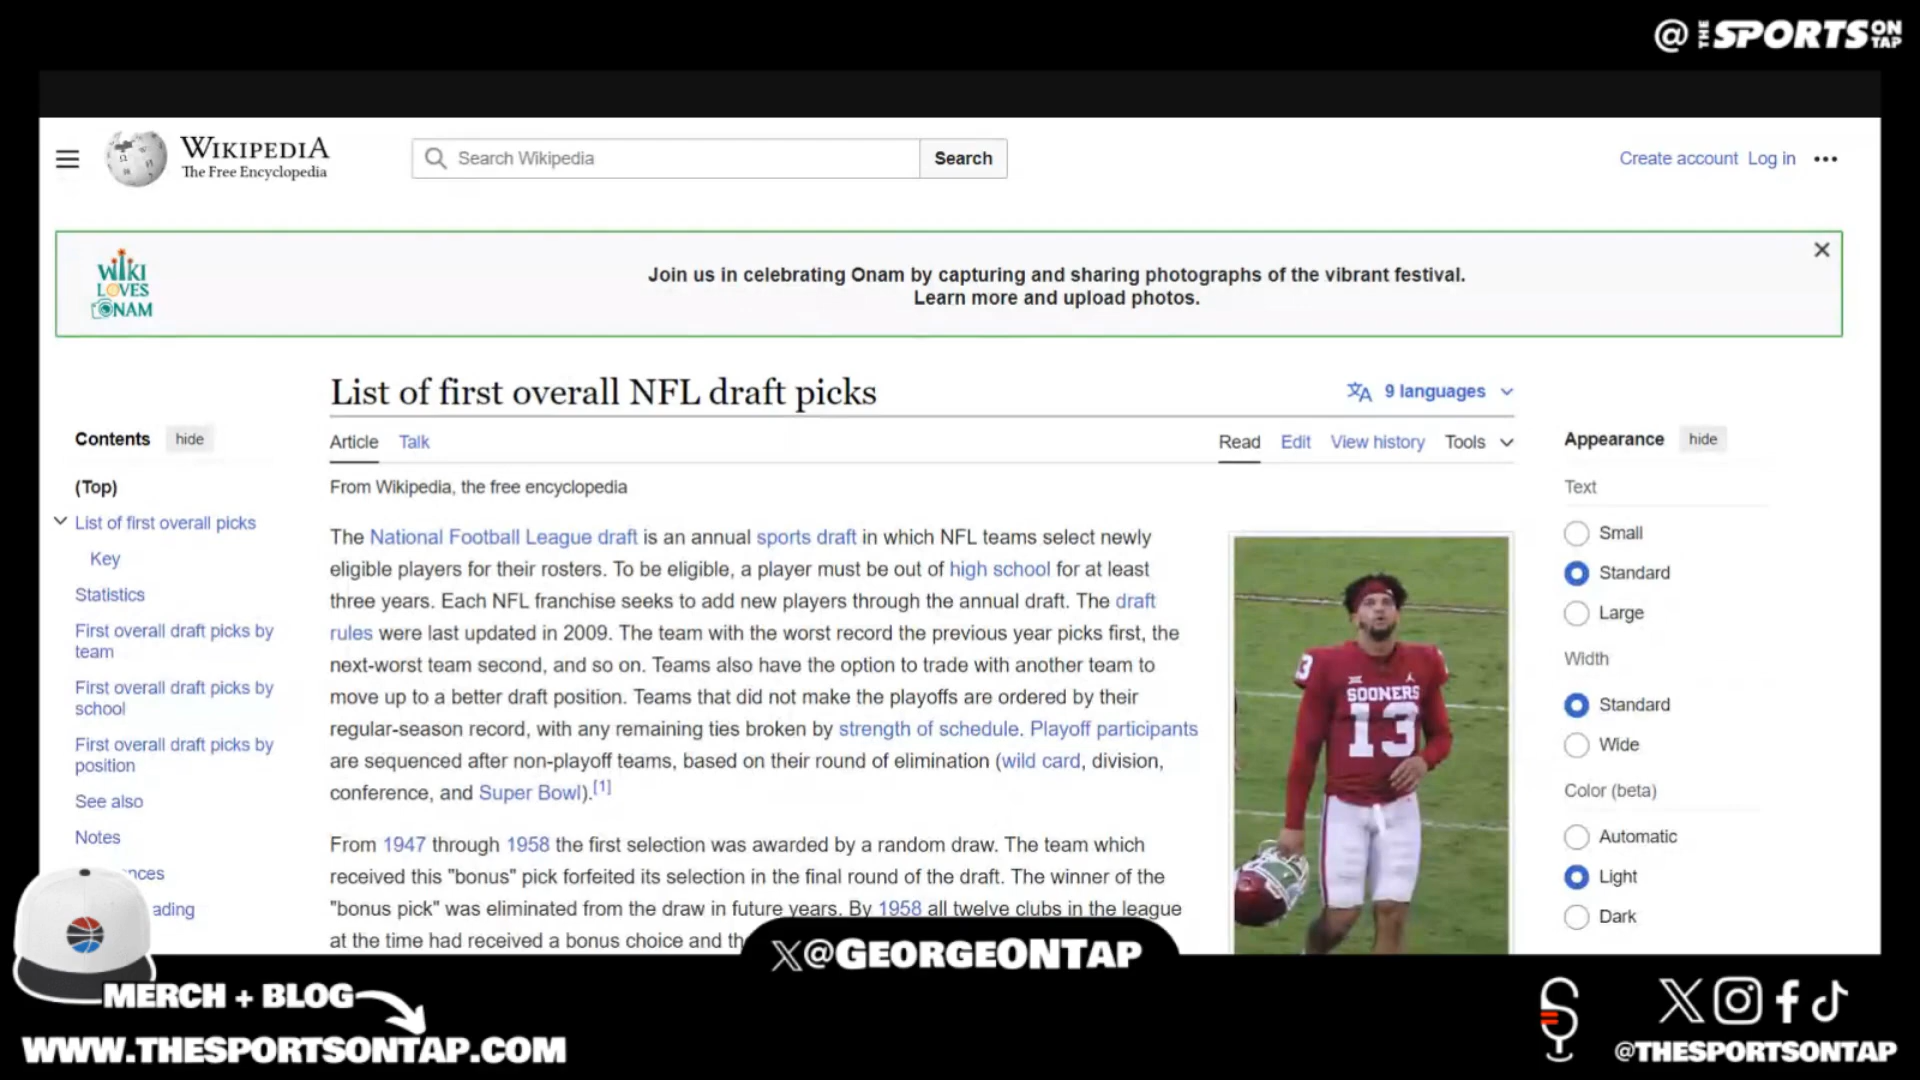 @THE SPORTS ON TAP
WIKIPEDIA
The Free Encyclopedia
Search Wikipedia
Search
Create account Log in
WIKI
LOVES
ONAM
Join us in celebrating Onam by capturing and sharing photographs of the vibrant festival.
Learn more and upload photos.
List of first overall NFL draft picks
9 languages
Contents hide
Article Talk
Read Edit View history Tools
Appearance hide
(Top)
List of first overall picks
Key
Statistics
First overall draft picks by
team
First overall draft picks by
school
First overall draft picks by
position
See also
Notes
nces
ading
From Wikipedia, the free encyclopedia
The National Football League draft is an annual sports draft in which NFL teams select newly
eligible players for their rosters. To be eligible, a player must be out of high school for at least
three years. Each NFL franchise seeks to add new players through the annual draft. The draft
rules were last updated in 2009. The team with the worst record the previous year picks first, the
next-worst team second, and so on. Teams also have the option to trade with another team to
move up to a better draft position. Teams that did not make the playoffs are ordered by their
regular-season record, with any remaining ties broken by strength of schedule. Playoff participants
are sequenced after non-playoff teams, based on their round of elimination (wild card, division,
conference, and Super Bowl).[1]
From 1947 through 1958 the first selection was awarded by a random draw. The team which
received this "bonus" pick forfeited its selection in the final round of the draft. The winner of the
"bonus pick" was eliminated from the draw in future years. By 1958 all twelve clubs in the league
at the time had received a bonus choice and th
13
SOONERS
13
Text
Small
Standard
Large
Width
Standard
Wide
Color (beta)
Automatic
Light
Dark
X@GEORGEONTAP
MERCH + BLOG
WWW.THESPORTSONTAP.COM
@THESPORTSONTAP